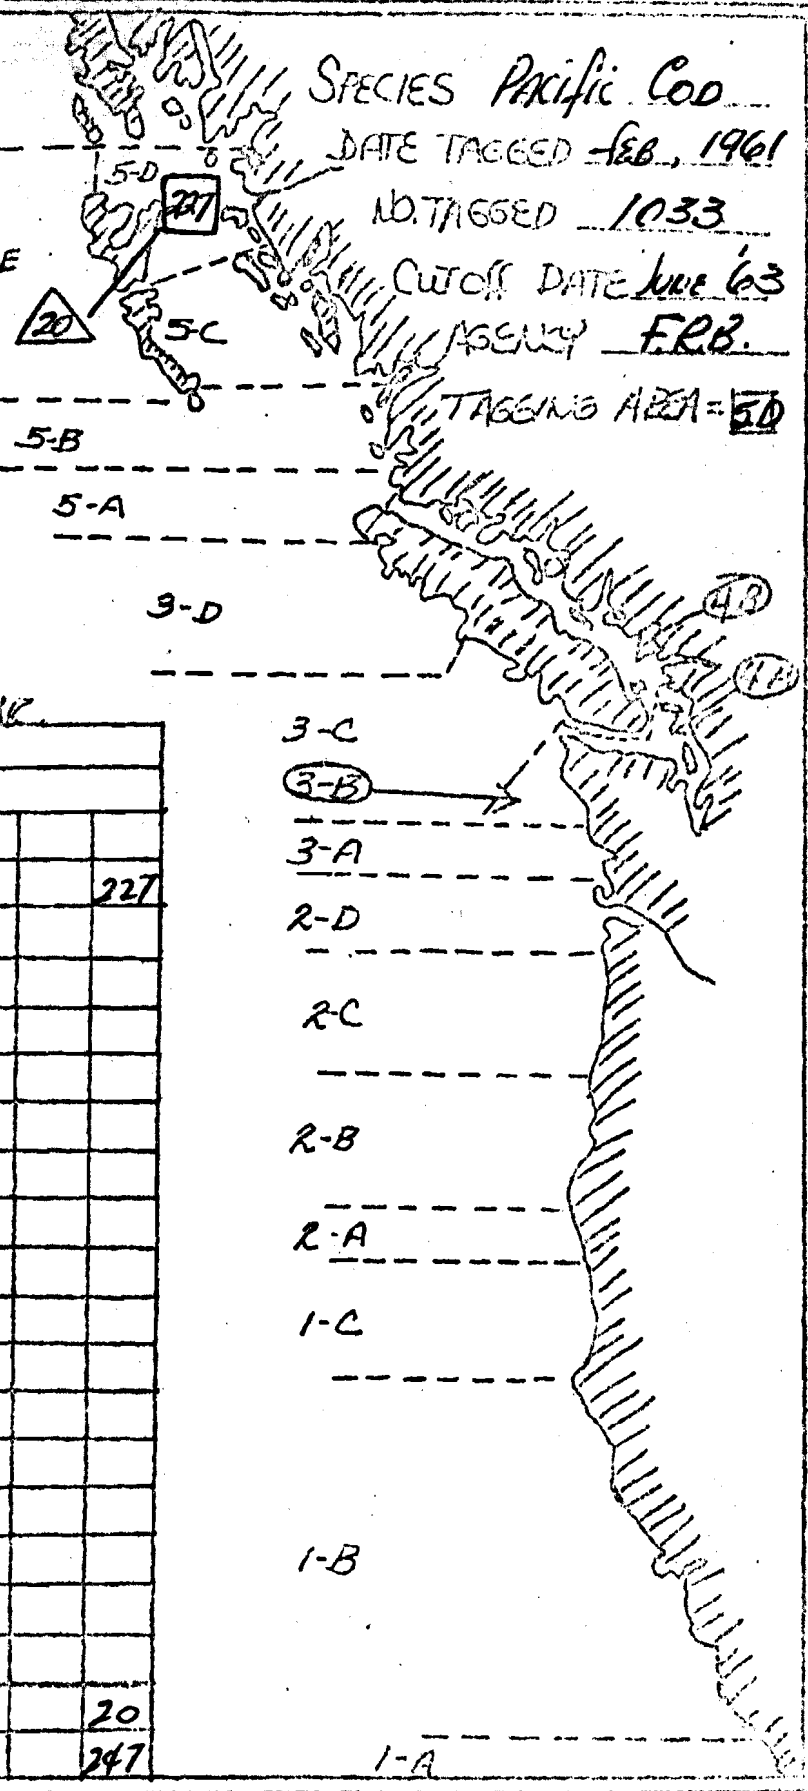 SPECIES PACific COD
DATE TAGGED FEB, 1961
NO. TAGGED 1033
CUTOFF DATE JUNE '63
AGENCY F.R.B.
TAGGING AREA = 5D
5-D
227
E
20
5-C
5-B
5-A
3-D
4B
4A
3-C
3-B
3-A
227
2-D
2-C
2-B
2-A
1-C
1-B
20
247
1-A